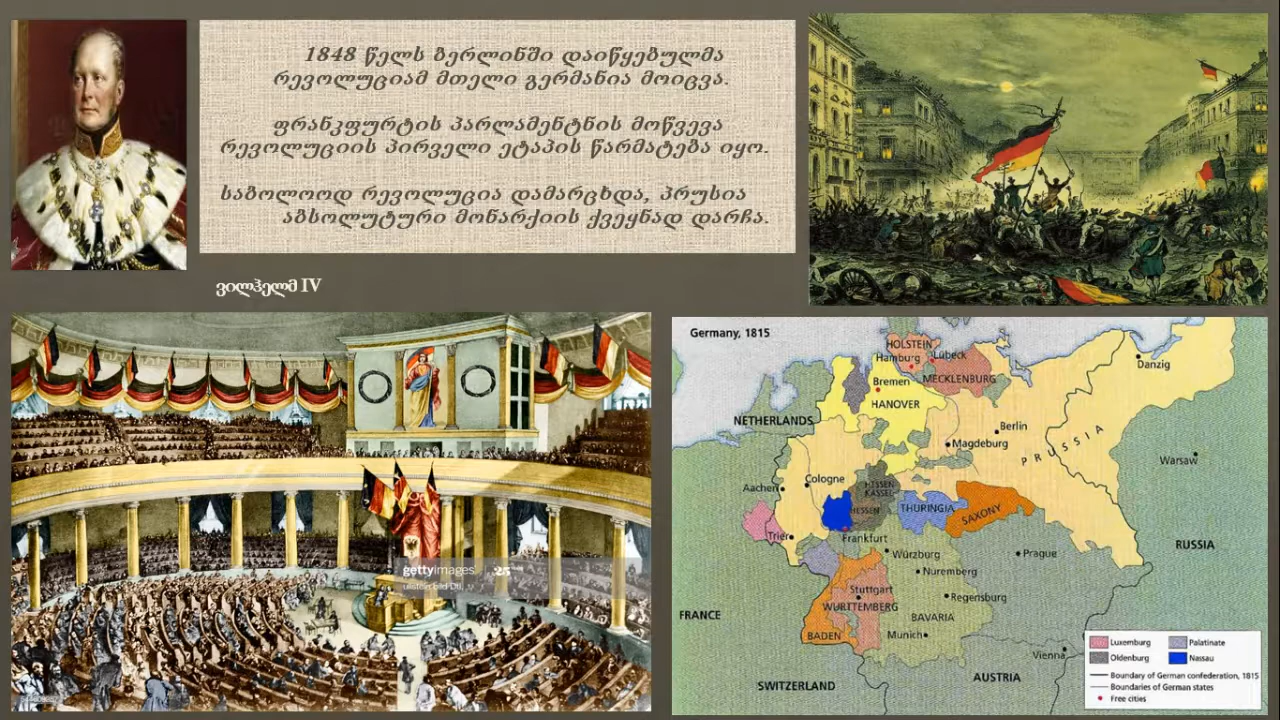 1848 წელს ბერლინში დაიწყებულმა
რევოლუციამ მთელი გერმანია მოიცვა.
ფრანკფურტის პარლამენტნის მოწვევა
რევოლუციის პირველი ეტაპის წარმატება იყო.
საბოლოოდ რევოლუცია დამარცხდა, პრუსია
აბსოლუტური მონარქიის ქვეყნად დარჩა.
ვილჰელმ IV
gettyimages
Germany, 1815
HOLSTEIN
Hamburg
Lübeck
MECKLENBURG
Danzig
Bremen
HANOVER
NETHERLANDS
Berlin
Magdeburg
PRUSSIA
Warsaw
Cologne
Aachen
HESSEN
KASSEL
HESSEN
THURINGIA
SAXONY
Trier
Frankfurt
Würzburg
Prague
RUSSIA
Nuremberg
Stuttgart
Regensburg
WURTTEMBERG
FRANCE
BAVARIA
BADEN
Munich
Vienna
SWITZERLAND
AUSTRIA
Luxemburg
Palatinate
Oldenburg
Nassau
Boundary of German confederation, 1815
Boundaries of German states
Free cities